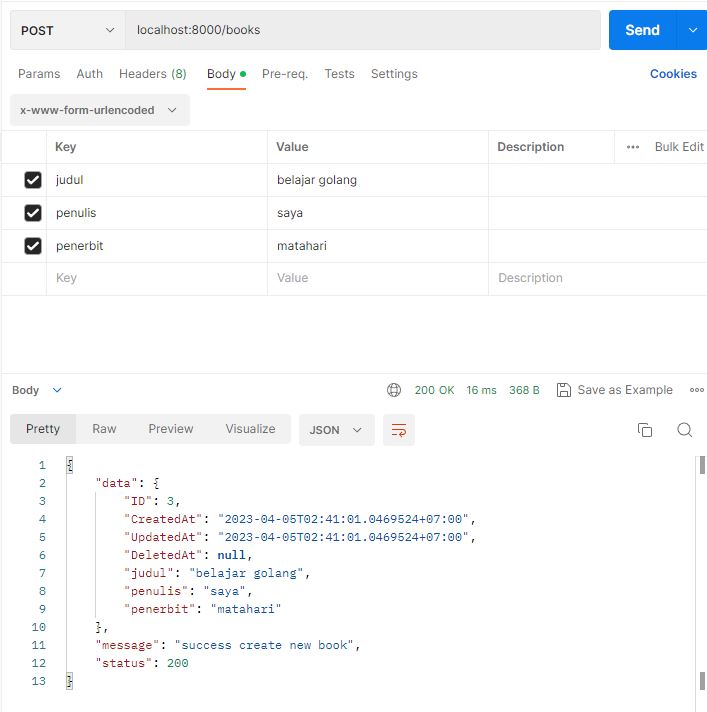 POST localhost:8000/books Send
Params Auth Headers (8) Body Pre-req. Tests Settings Cookies
x-www-form-urlencoded
Key Value Description Bulk Edit
judul belajar golang
penulis saya
penerbit matahari
Key Value Description
Body 200 OK 16 ms 368 B Save as Example
Pretty Raw Preview Visualize JSON
1 {
2 "data": {
3 "ID": 3,
4 "CreatedAt": "2023-04-05T02:41:01.0469524+07:00",
5 "UpdatedAt": "2023-04-05T02:41:01.0469524+07:00",
6 "DeletedAt": null,
7 "judul": "belajar golang",
8 "penulis": "saya",
9 "penerbit": "matahari"
10 },
11 "message": "success create new book",
12 "status": 200
13 }